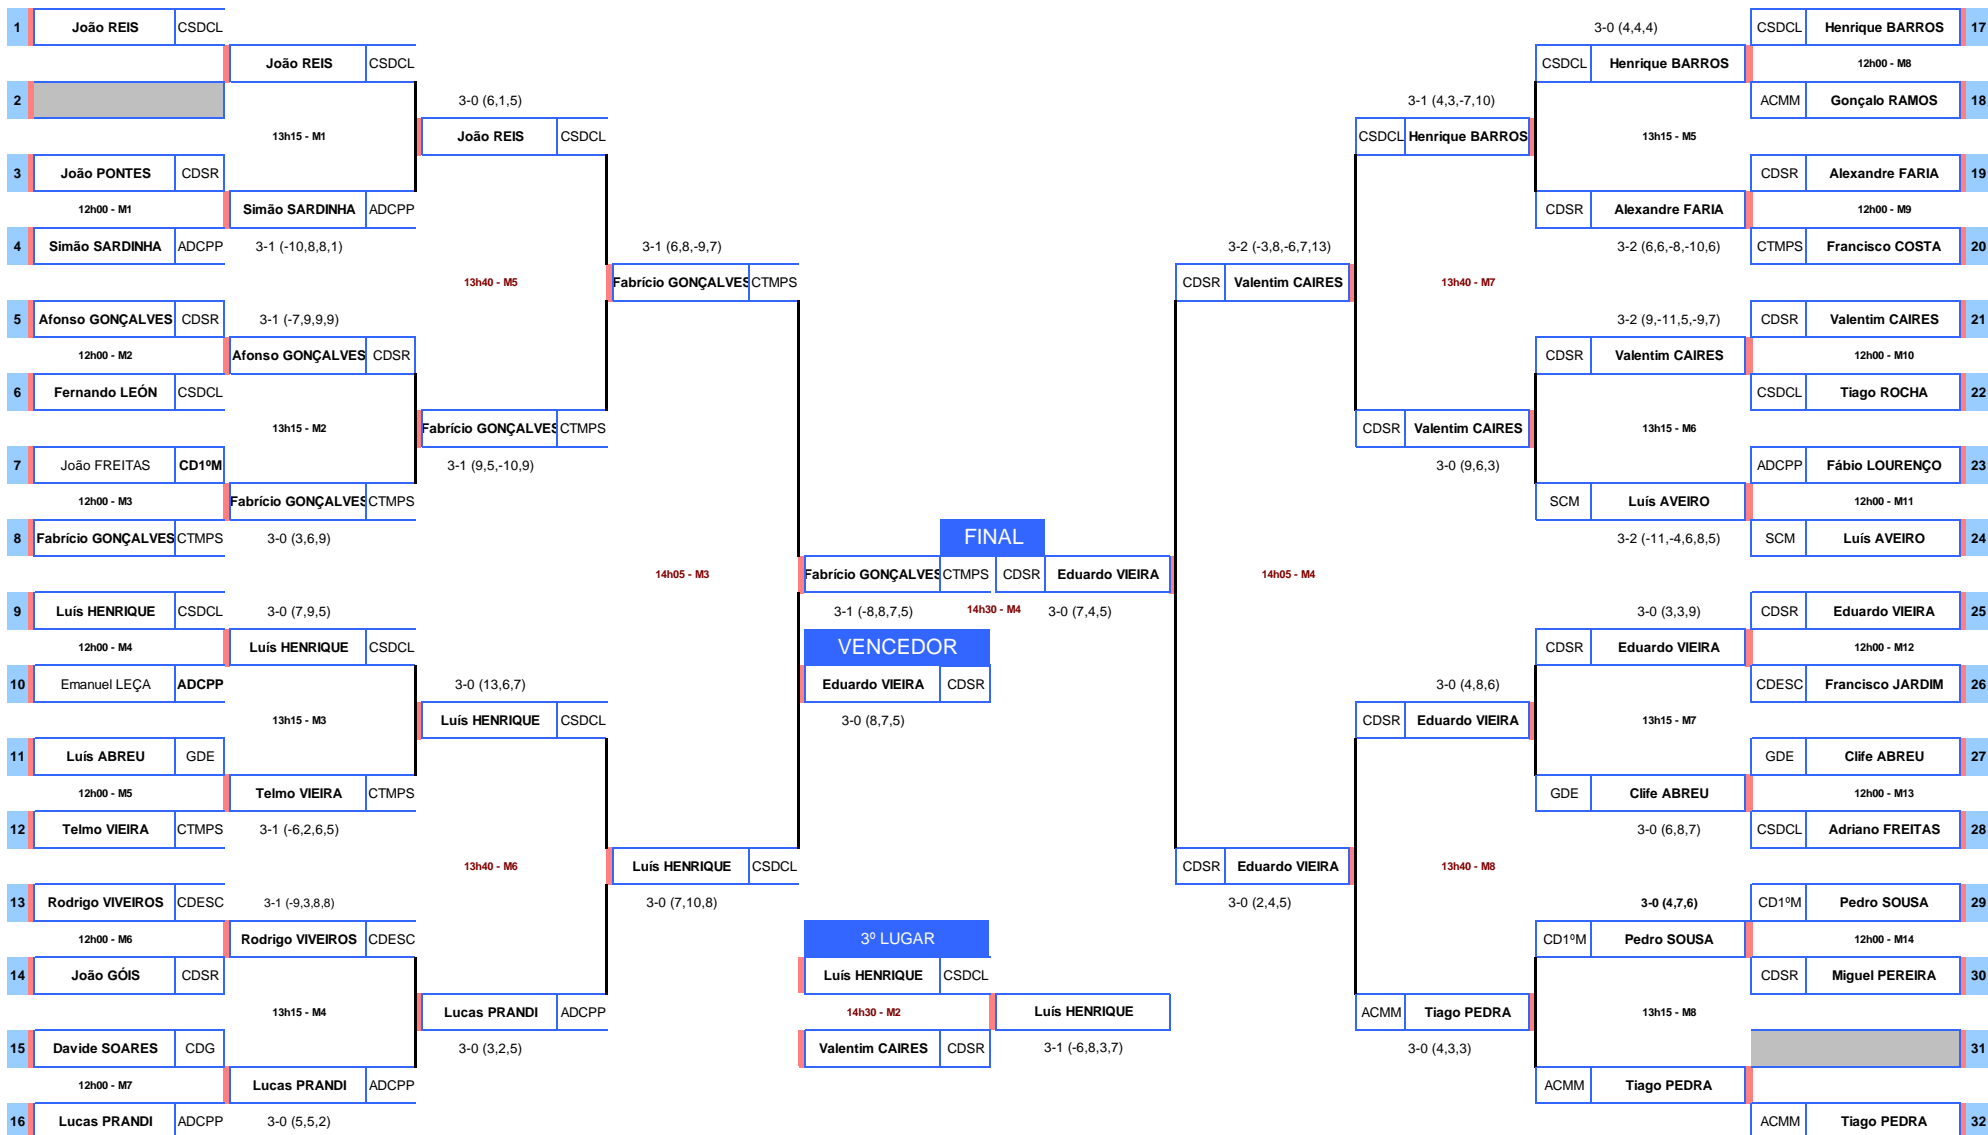 1 João REIS CSDCL 3-0 (4,4,4) CSDCL Henrique BARROS 17
João REIS CSDCL CSDCL Henrique BARROS 12h00 - M8
2 3-0 (6,1,5) 3-1 (4,3,-7,10) ACMM Gonçalo RAMOS 18
13h15 - M1 João REIS CSDCL CSDCL Henrique BARROS 13h15 - M5
3 João PONTES CDSR CDSR Alexandre FARIA 19
12h00 - M1 Simão SARDINHA ADCPP CDSR Alexandre FARIA 12h00 - M9
4 Simão SARDINHA ADCPP 3-1 (-10,8,8,1) 3-1 (6,8,-9,7) 3-2 (-3,8,-6,7,13) 3-2 (6,6,-8,-10,6) CTMPS Francisco COSTA 20
13h40 - M5 Fabrício GONÇALVES CTMPS CDSR Valentim CAIRES 13h40 - M7
5 Afonso GONÇALVES CDSR 3-1 (-7,9,9,9) 3-2 (9,-11,5,-9,7) CDSR Valentim CAIRES 21
12h00 - M2 Afonso GONÇALVES CDSR CDSR Valentim CAIRES 12h00 - M10
6 Fernando LEÓN CSDCL CSDCL Tiago ROCHA 22
13h15 - M2 Fabrício GONÇALVES CTMPS CDSR Valentim CAIRES 13h15 - M6
7 João FREITAS CD1ºM 3-1 (9,5,-10,9) 3-0 (9,6,3) ADCPP Fábio LOURENÇO 23
12h00 - M3 Fabrício GONÇALVES CTMPS SCM Luís AVEIRO 12h00 - M11
8 Fabrício GONÇALVES CTMPS 3-0 (3,6,9) FINAL 3-2 (-11,-4,6,8,5) SCM Luís AVEIRO 24
14h05 - M3 Fabrício GONÇALVES CTMPS CDSR Eduardo VIEIRA 14h05 - M4
9 Luís HENRIQUE CSDCL 3-0 (7,9,5) 3-1 (-8,8,7,5) 14h30 - M4 3-0 (7,4,5) 3-0 (3,3,9) CDSR Eduardo VIEIRA 25
12h00 - M4 Luís HENRIQUE CSDCL VENCEDOR CDSR Eduardo VIEIRA 12h00 - M12
10 Emanuel LEÇA ADCPP 3-0 (13,6,7) Eduardo VIEIRA CDSR 3-0 (4,8,6) CDESC Francisco JARDIM 26
13h15 - M3 Luís HENRIQUE CSDCL 3-0 (8,7,5) CDSR Eduardo VIEIRA 13h15 - M7
11 Luís ABREU GDE GDE Clife ABREU 27
12h00 - M5 Telmo VIEIRA CTMPS GDE Clife ABREU 12h00 - M13
12 Telmo VIEIRA CTMPS 3-1 (-6,2,6,5) 3-0 (6,8,7) CSDCL Adriano FREITAS 28
13h40 - M6 Luís HENRIQUE CSDCL CDSR Eduardo VIEIRA 13h40 - M8
13 Rodrigo VIVEIROS CDESC 3-1 (-9,3,8,8) 3-0 (7,10,8) 3-0 (2,4,5) 3-0 (4,7,6) CD1ºM Pedro SOUSA 29
12h00 - M6 Rodrigo VIVEIROS CDESC 3º LUGAR CD1ºM Pedro SOUSA 12h00 - M14
14 João GÓIS CDSR Luís HENRIQUE CSDCL CDSR Miguel PEREIRA 30
13h15 - M4 Lucas PRANDI ADCPP 14h30 - M2 Luís HENRIQUE ACMM Tiago PEDRA 13h15 - M8
15 Davide SOARES CDG 3-0 (3,2,5) Valentim CAIRES CDSR 3-1 (-6,8,3,7) 3-0 (4,3,3) 31
12h00 - M7 Lucas PRANDI ADCPP ACMM Tiago PEDRA
16 Lucas PRANDI ADCPP 3-0 (5,5,2) ACMM Tiago PEDRA 32